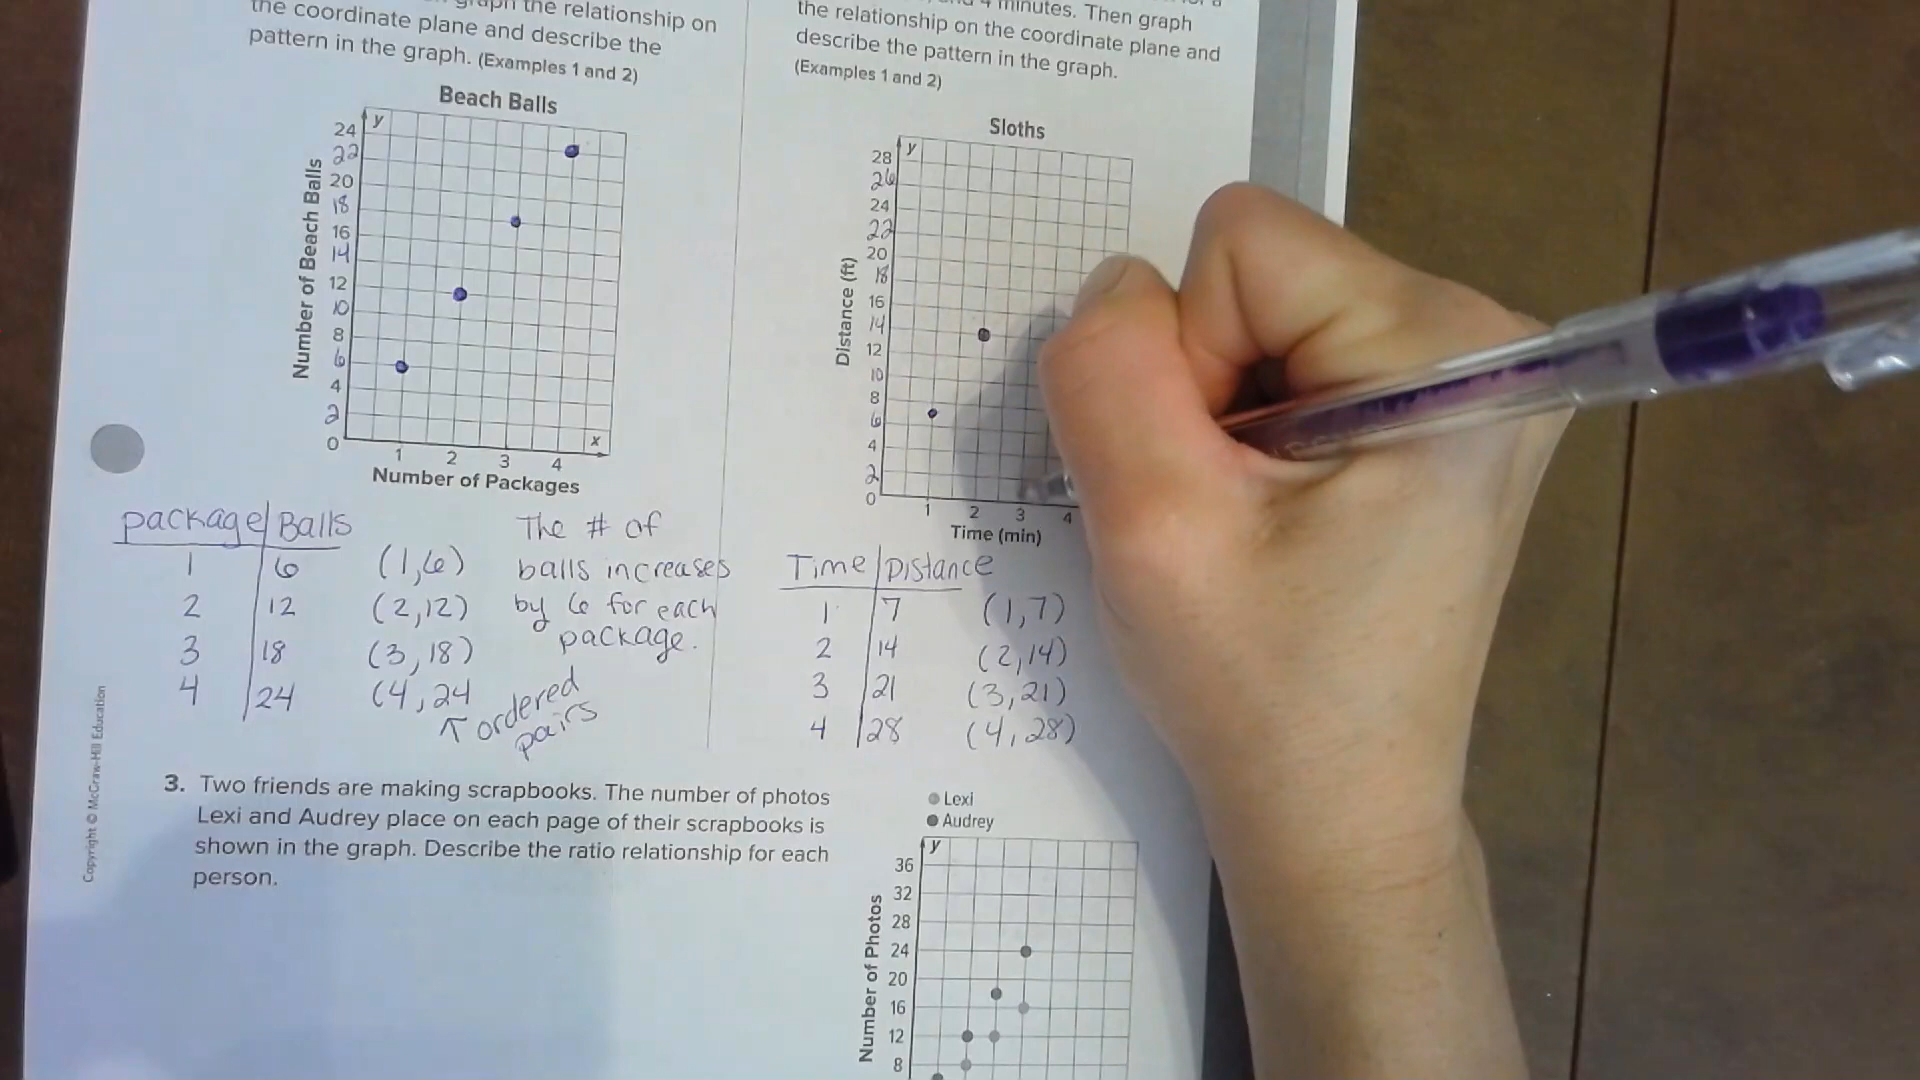 graph the relationship on
the coordinate plane and describe the
pattern in the graph. (Examples 1 and 2)
Beach Balls
y
24
22
20
18
16
14
12
10
8
6
4
2
0
x
1 2 3 4
Number of Beach Balls
Number of Packages
package Balls
1 6 (1,6)
2 12 (2,12)
3 18 (3,18)
4 24 (4,24
↑ ordered
pairs
The # of
balls increases
by 6 for each
package.
4 minutes. Then graph
the relationship on the coordinate plane and
describe the pattern in the graph.
(Examples 1 and 2)
Sloths
y
28
26
24
22
20
18
16
14
12
10
8
6
4
2
0
1 2 3 4
Distance (ft)
Time (min)
Time Distance
1 7 (1,7)
2 14 (2,14)
3 21 (3,21)
4 28 (4,28)
3. Two friends are making scrapbooks. The number of photos
Lexi and Audrey place on each page of their scrapbooks is
shown in the graph. Describe the ratio relationship for each
person.
Lexi
Audrey
y
36
32
28
24
20
16
12
8
Number of Photos
Copyright © McGraw-Hill Education